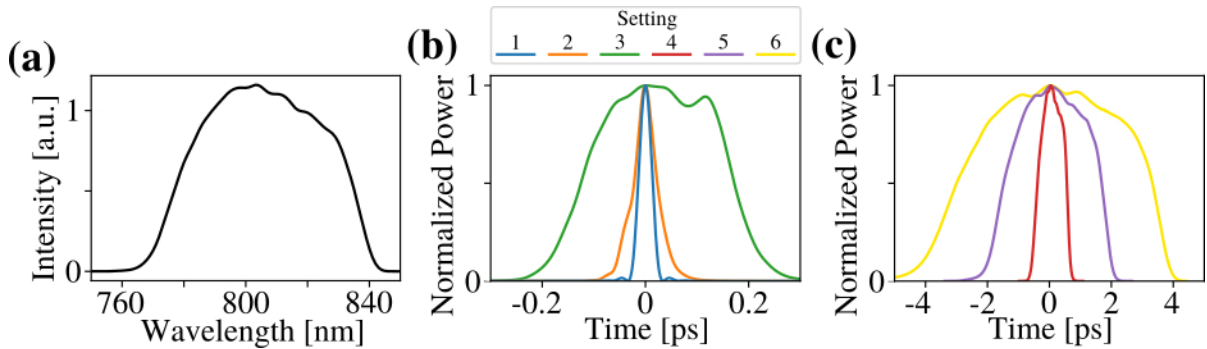 (a)
Intensity [a.u.]
1
0
760 800 840
Wavelength [nm]
Setting
1 2 3 4 5 6
(b)
Normalized Power
1
0
-0.2 0 0.2
Time [ps]
(c)
Normalized Power
1
0
-4 -2 0 2 4
Time [ps]